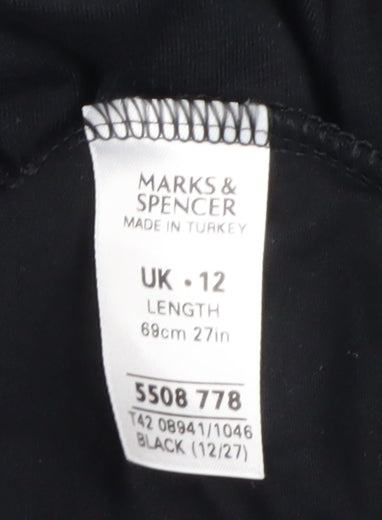 MARKS &
SPENCER
MADE IN TURKEY
UK • 12
LENGTH
69cm 27in
5508 778
T42 08941/1046
BLACK (12/27)